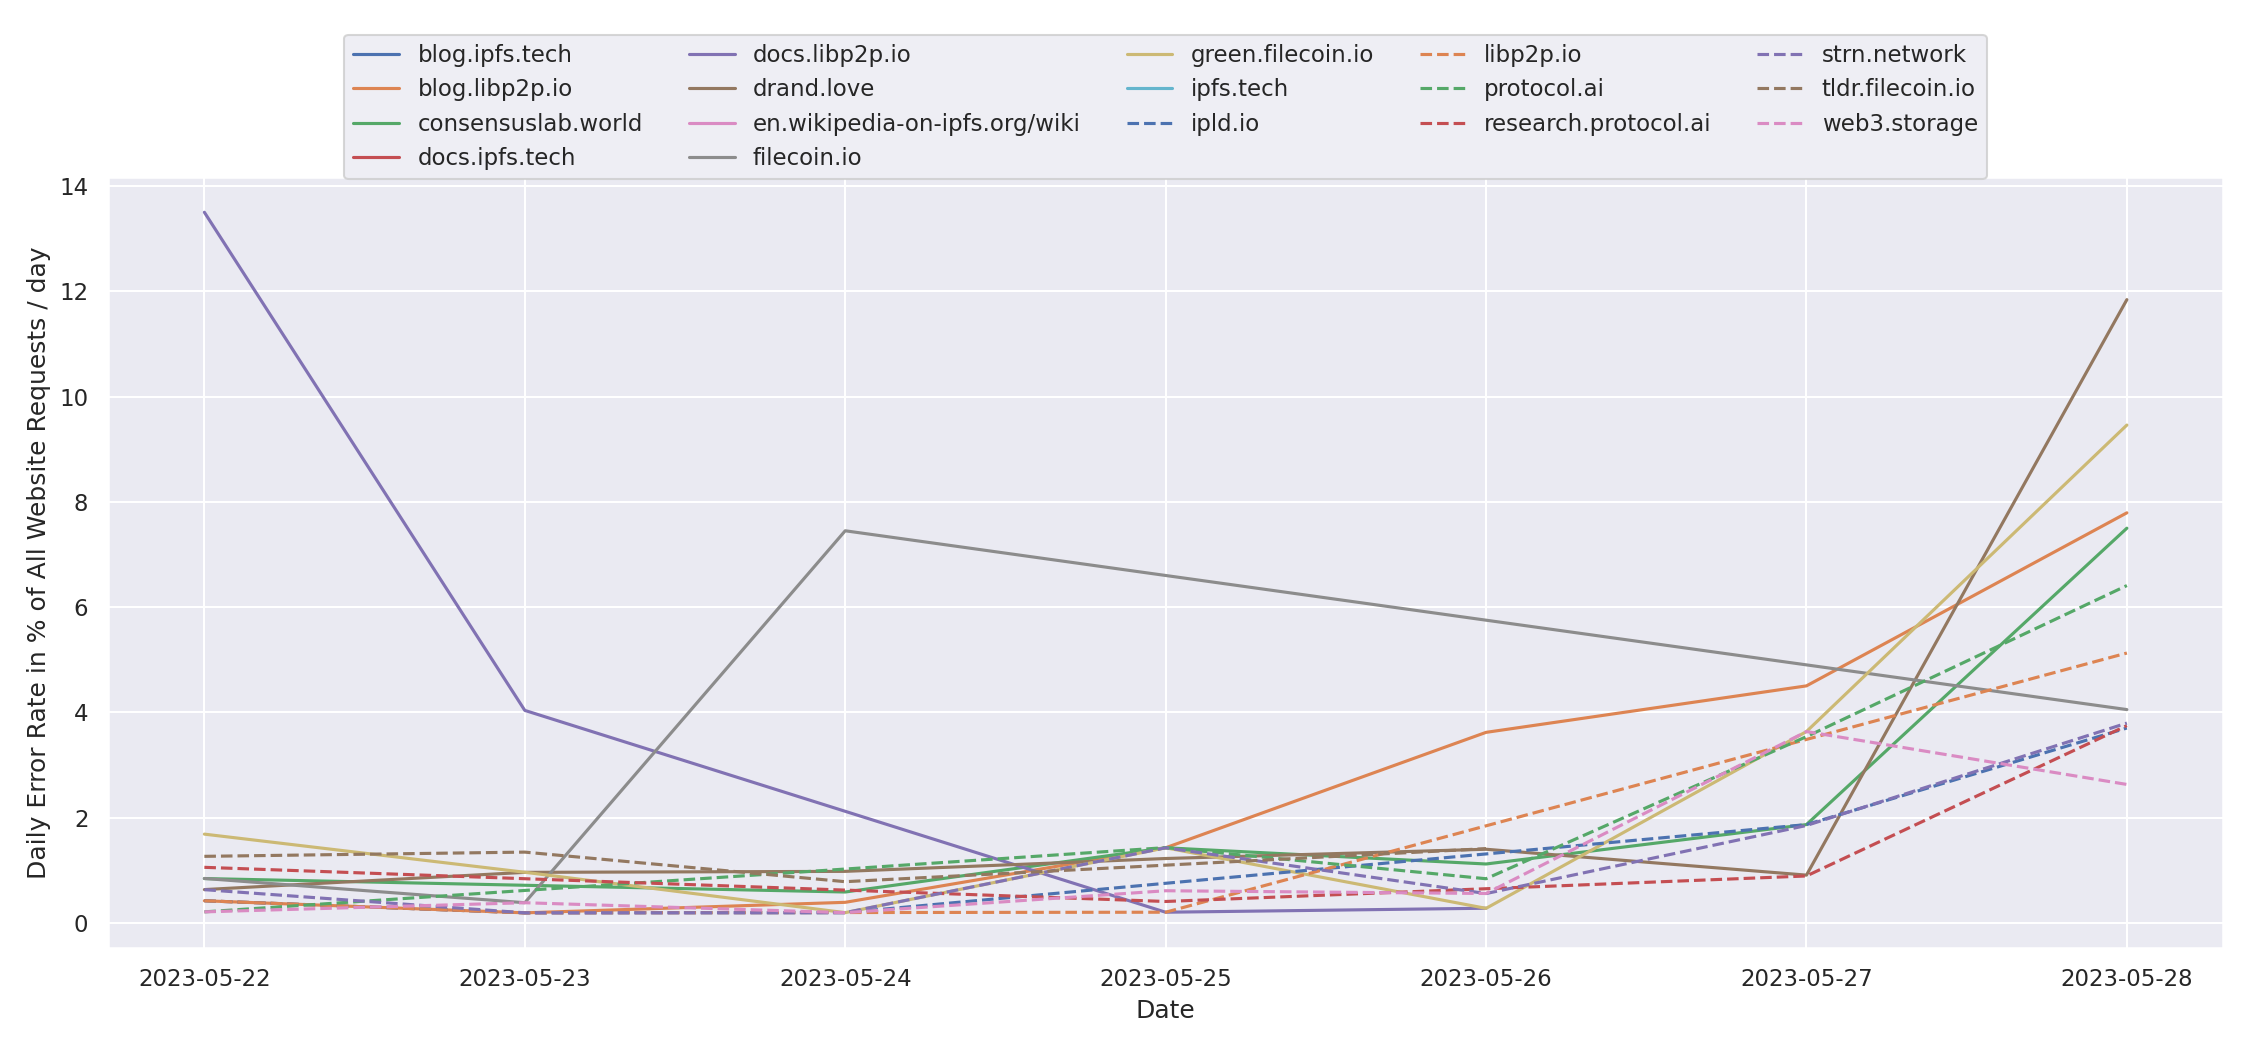 blog.ipfs.tech
blog.libp2p.io
consensuslab.world
docs.ipfs.tech
docs.libp2p.io
drand.love
en.wikipedia-on-ipfs.org/wiki
filecoin.io
green.filecoin.io
ipfs.tech
ipld.io
libp2p.io
protocol.ai
research.protocol.ai
strn.network
tldr.filecoin.io
web3.storage
Daily Error Rate in % of All Website Requests / day
14
12
10
8
6
4
2
0
2023-05-22
2023-05-23
2023-05-24
2023-05-25
2023-05-26
2023-05-27
2023-05-28
Date